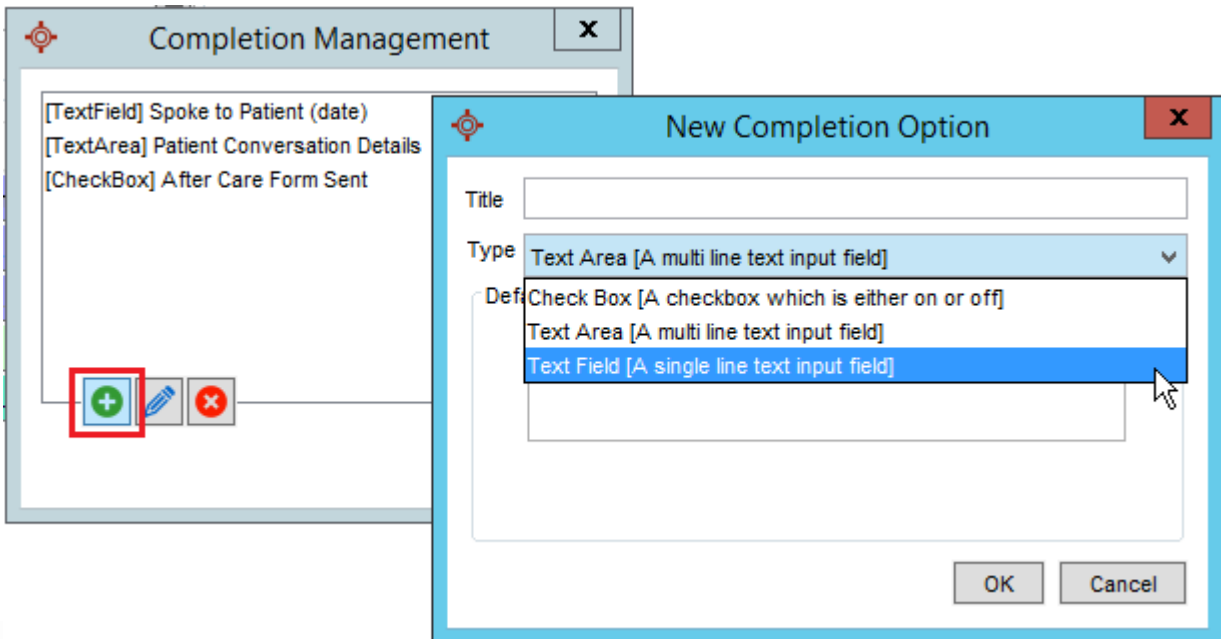 Completion Management
x
[TextField] Spoke to Patient (date)
[TextArea] Patient Conversation Details
[CheckBox] After Care Form Sent
New Completion Option
x
Title
Type
Text Area [A multi line text input field]
Check Box [A checkbox which is either on or off]
Text Area [A multi line text input field]
Text Field [A single line text input field]
OK
Cancel